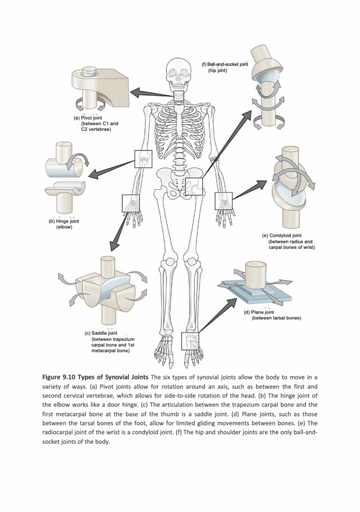 (f) Ball-and-socket joint
(hip joint)
(a) Pivot joint
(between C1 and
C2 vertebrae)
(b) Hinge joint
(elbow)
(e) Condyloid joint
(between radius and
carpal bones of wrist)
(d) Plane joint
(between tarsal bones)
(c) Saddle joint
(between trapezium
carpal bone and 1st
metacarpal bone)
Figure 9.10 Types of Synovial Joints The six types of synovial joints allow the body to move in a
variety of ways. (a) Pivot joints allow for rotation around an axis, such as between the first and
second cervical vertebrae, which allows for side-to-side rotation of the head. (b) The hinge joint of
the elbow works like a door hinge. (c) The articulation between the trapezium carpal bone and the
first metacarpal bone at the base of the thumb is a saddle joint. (d) Plane joints, such as those
between the tarsal bones of the foot, allow for limited gliding movements between bones. (e) The
radiocarpal joint of the wrist is a condyloid joint. (f) The hip and shoulder joints are the only ball-and-
socket joints of the body.